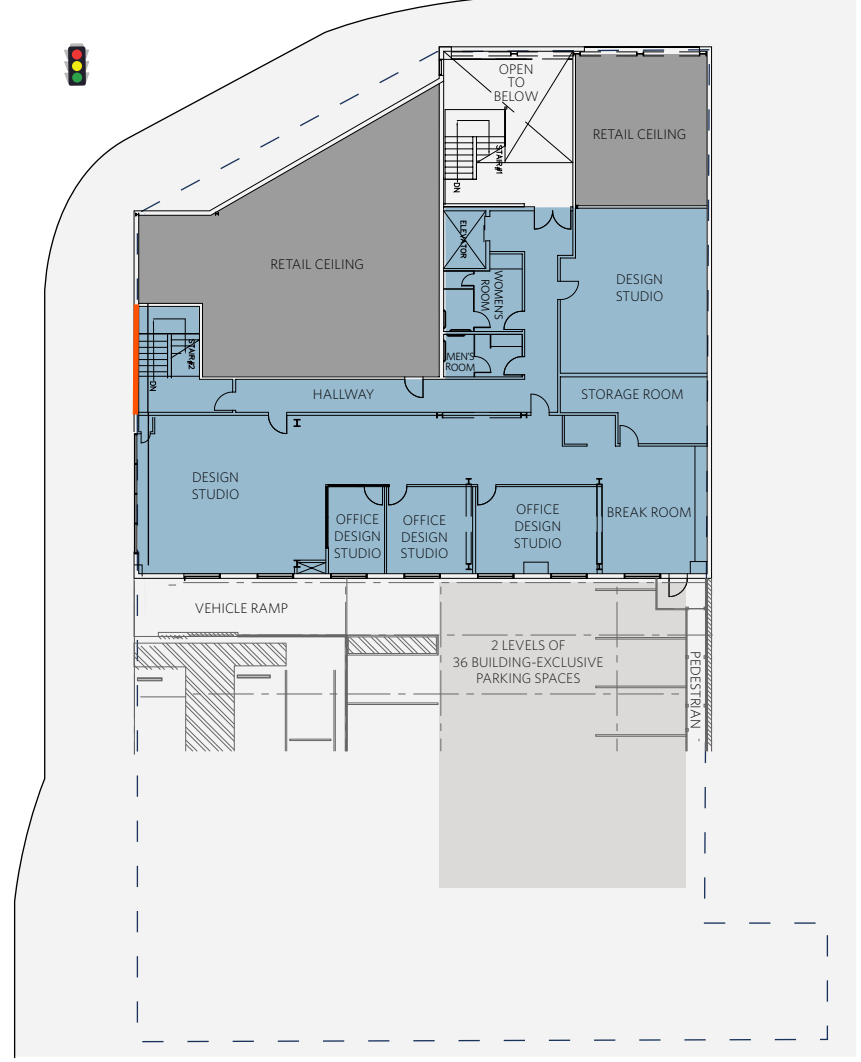 OPEN
TO
BELOW
RETAIL CEILING
STAIR#1
DN
ELEVATOR
RETAIL CEILING
WOMEN'S
ROOM
DESIGN
STUDIO
STAIR#2
DN
MEN'S
ROOM
HALLWAY
STORAGE ROOM
DESIGN
STUDIO
OFFICE
DESIGN
STUDIO
OFFICE
DESIGN
STUDIO
OFFICE
DESIGN
STUDIO
BREAK ROOM
VEHICLE RAMP
2 LEVELS OF
36 BUILDING-EXCLUSIVE
PARKING SPACES
PEDESTRIAN